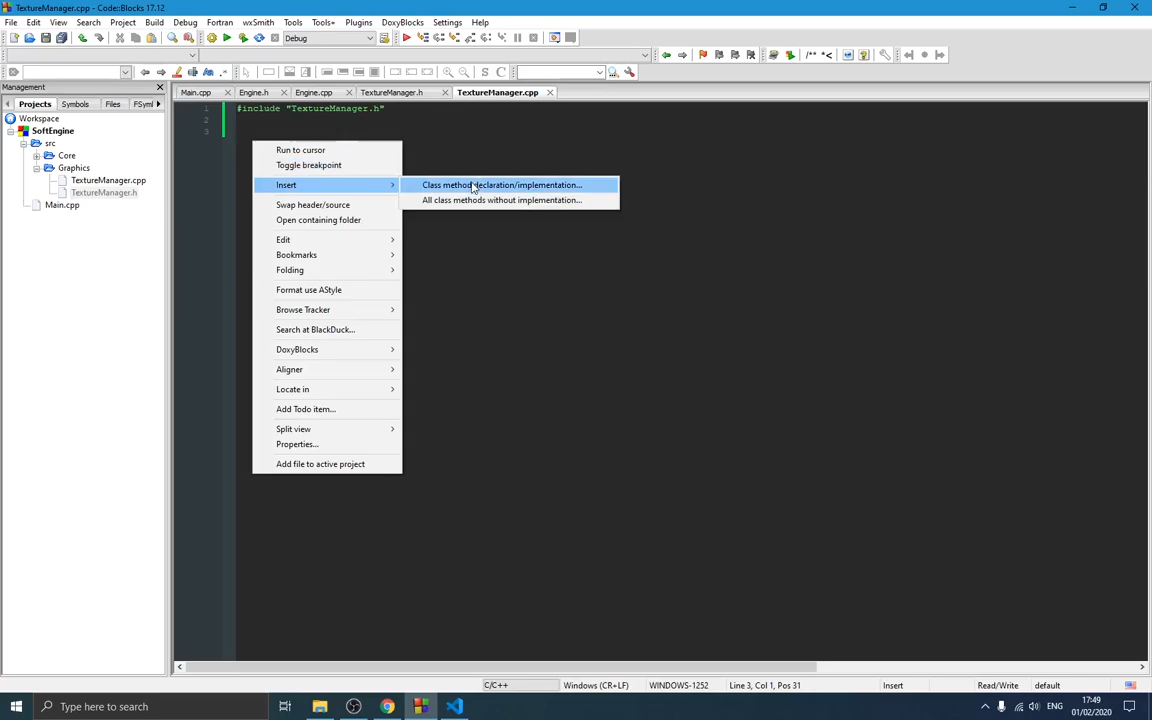 TextureManager.cpp - Code::Blocks 17.12
File Edit View Search Project Build Debug Fortran wxSmith Tools Tools+ Plugins DoxyBlocks Settings Help
Debug
/** *<
S C
Management
Main.cpp Engine.h Engine.cpp TextureManager.h TextureManager.cpp
Projects Symbols Files FSyml
Workspace
SoftEngine
src
Core
Graphics
TextureManager.cpp
TextureManager.h
Main.cpp
1 #include "TextureManager.h"
2
3
Run to cursor
Toggle breakpoint
Insert
Class method declaration/implementation...
All class methods without implementation...
Swap header/source
Open containing folder
Edit
Bookmarks
Folding
Format use AStyle
Browse Tracker
Search at BlackDuck...
DoxyBlocks
Aligner
Locate in
Add Todo item...
Split view
Properties...
Add file to active project
C/C++ Windows (CR+LF) WINDOWS-1252 Line 3, Col 1, Pos 31 Insert Read/Write default
Type here to search
ENG
17:49
01/02/2020